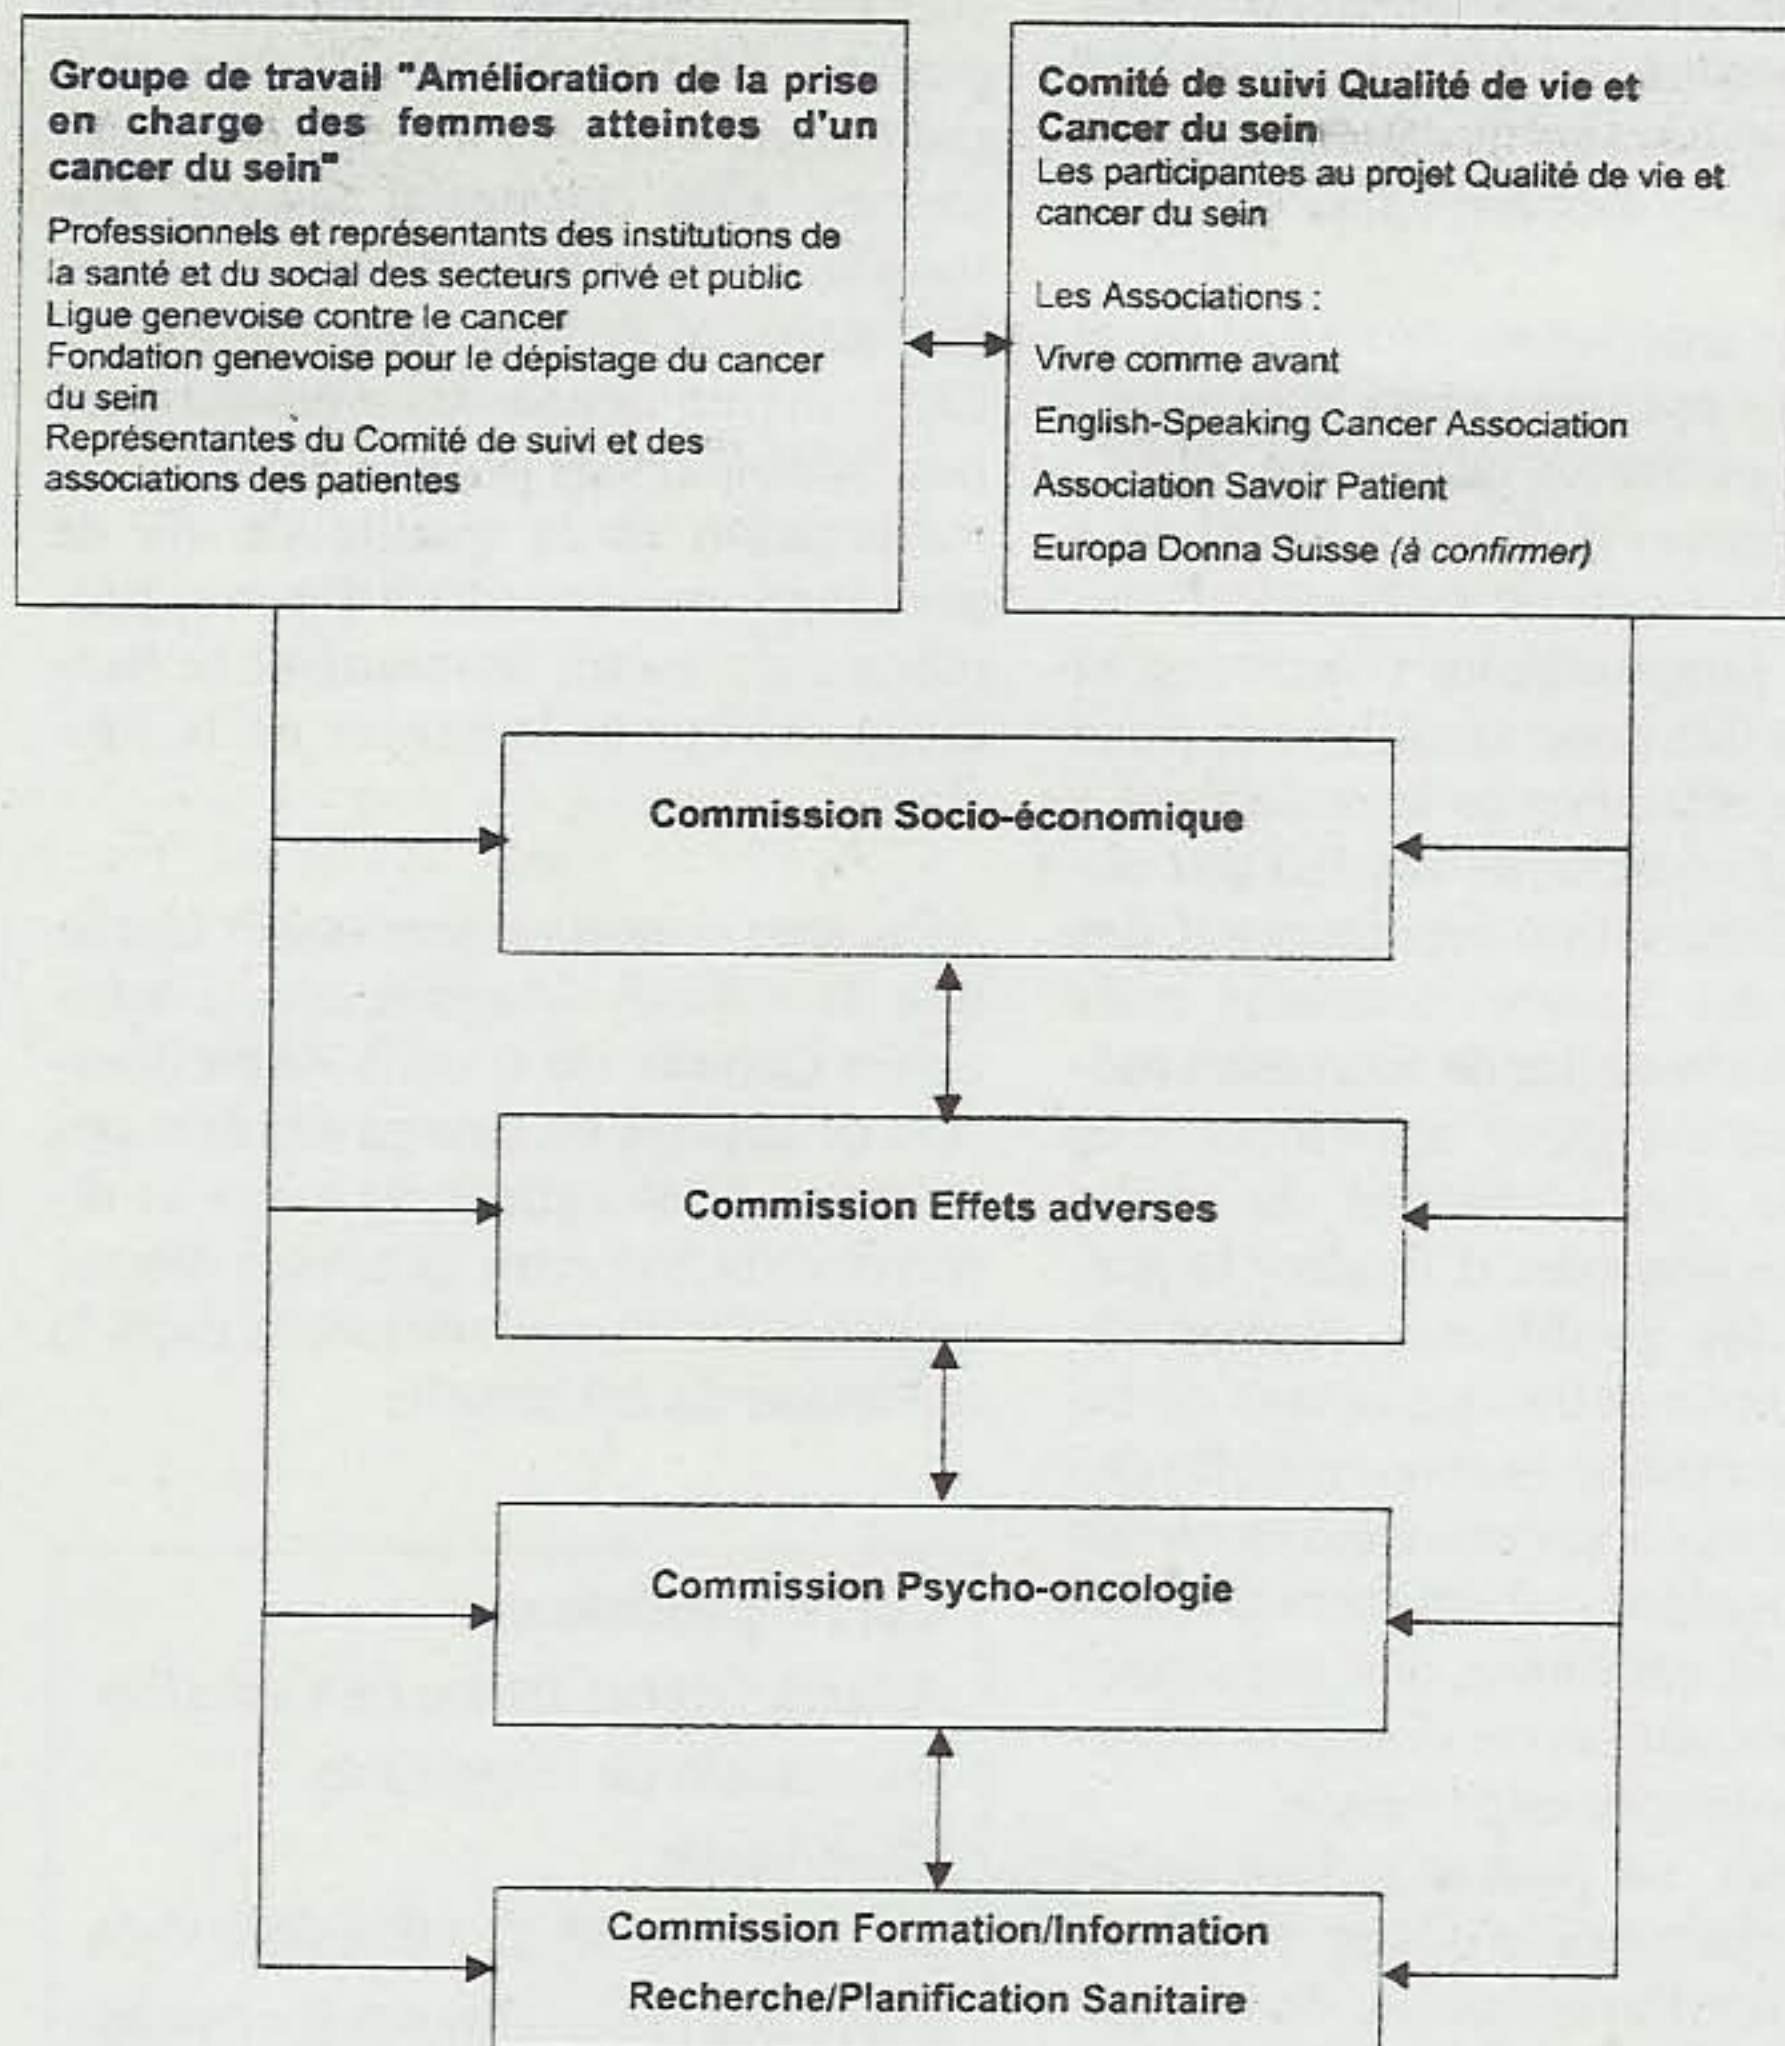 Groupe de travail "Amélioration de la prise
en charge des femmes atteintes d'un
cancer du sein"
Professionnels et représentants des institutions de
la santé et du social des secteurs privé et public
Ligue genevoise contre le cancer
Fondation genevoise pour le dépistage du cancer
du sein
Représentantes du Comité de suivi et des
associations des patientes
Comité de suivi Qualité de vie et
Cancer du sein
Les participantes au projet Qualité de vie et
cancer du sein
Les Associations :
Vivre comme avant
English-Speaking Cancer Association
Association Savoir Patient
Europa Donna Suisse (à confirmer)
Commission Socio-économique
Commission Effets adverses
Commission Psycho-oncologie
Commission Formation/Information
Recherche/Planification Sanitaire